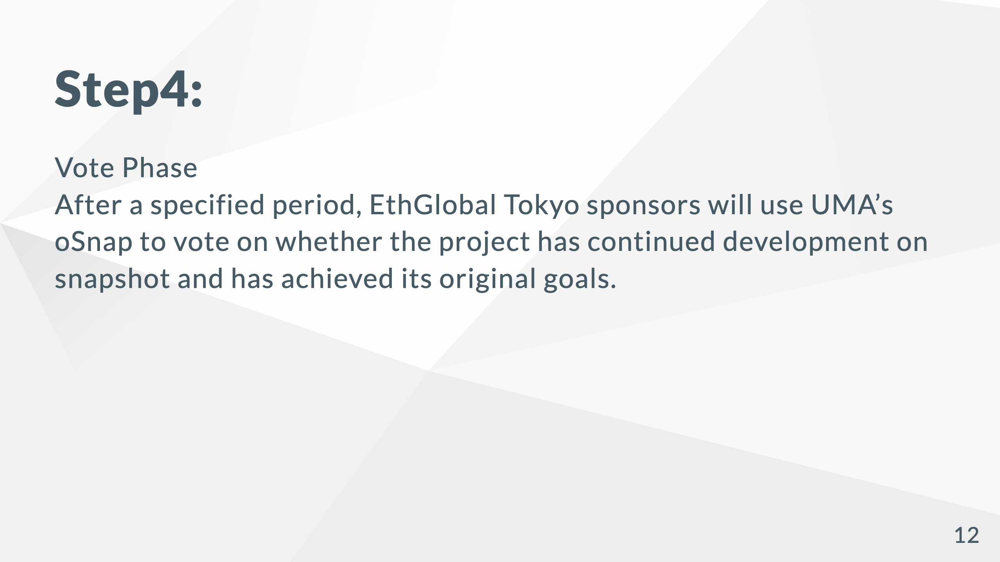 Step4:
Vote Phase
After a specified period, EthGlobal Tokyo sponsors will use UMA’s
oSnap to vote on whether the project has continued development on
snapshot and has achieved its original goals.
12